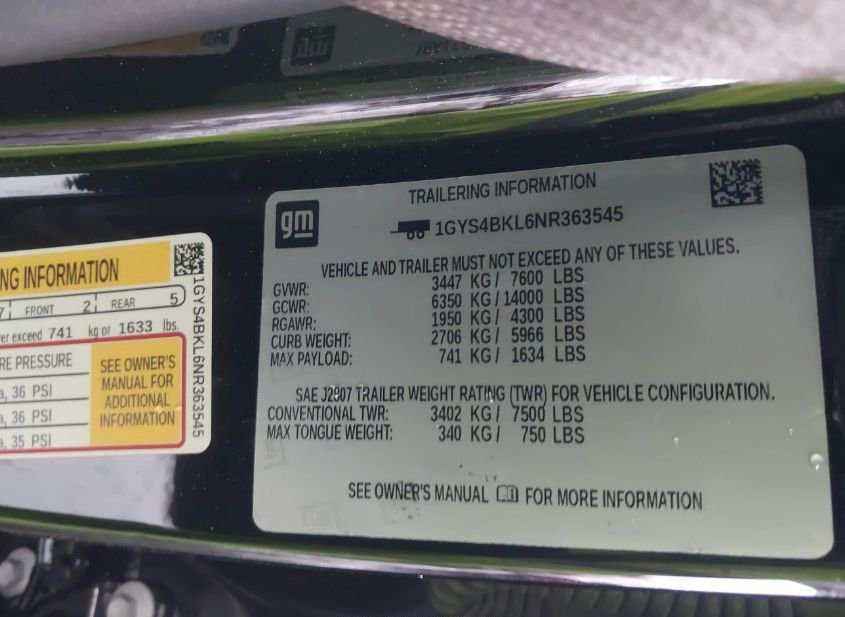 TRAILERING INFORMATION
gm
1GYS4BKL6NR363545
VEHICLE AND TRAILER MUST NOT EXCEED ANY OF THESE VALUES.
GVWR: 3447 KG / 7600 LBS
GCWR: 6350 KG / 14000 LBS
RGAWR: 1950 KG / 4300 LBS
CURB WEIGHT: 2706 KG / 5966 LBS
MAX PAYLOAD: 741 KG / 1634 LBS
SAE J2907 TRAILER WEIGHT RATING (TWR) FOR VEHICLE CONFIGURATION.
CONVENTIONAL TWR: 3402 KG / 7500 LBS
MAX TONGUE WEIGHT: 340 KG / 750 LBS
SEE OWNER'S MANUAL FOR MORE INFORMATION
NG INFORMATION
7 FRONT 2 REAR 5
er exceed 741 kg or 1633 lbs.
RE PRESSURE
a, 36 PSI
a, 36 PSI
a, 35 PSI
SEE OWNER'S
MANUAL FOR
ADDITIONAL
INFORMATION
1GYS4BKL6NR363545